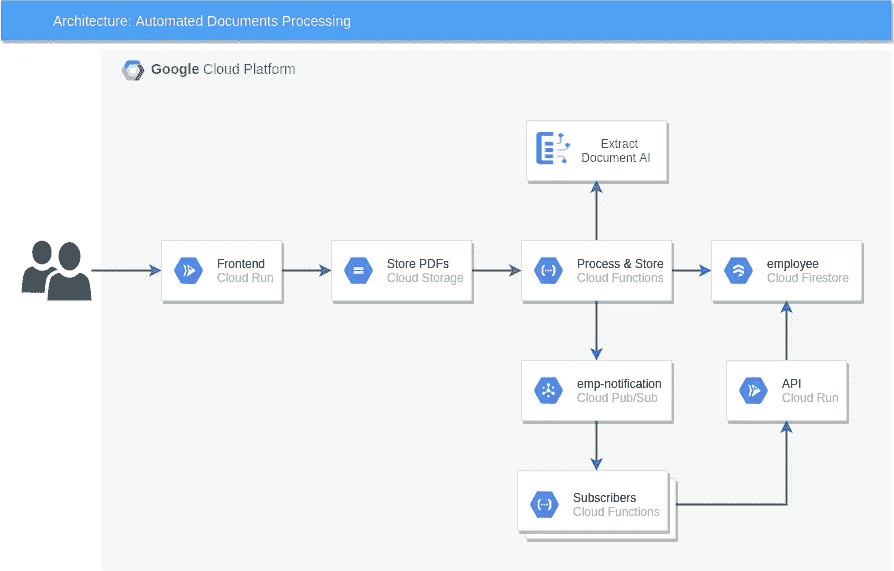 Architecture: Automated Documents Processing
Google Cloud Platform
Extract
Document AI
Frontend
Cloud Run
Store PDFs
Cloud Storage
Process & Store
Cloud Functions
employee
Cloud Firestore
emp-notification
Cloud Pub/Sub
API
Cloud Run
Subscribers
Cloud Functions